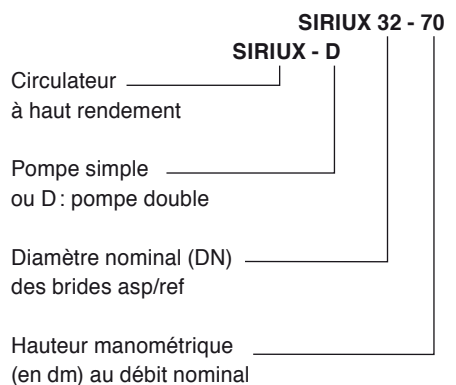 SIRIUX 32 - 70
SIRIUX - D
Circulateur
à haut rendement
Pompe simple
ou D : pompe double
Diamètre nominal (DN)
des brides asp/ref
Hauteur manométrique
(en dm) au débit nominal